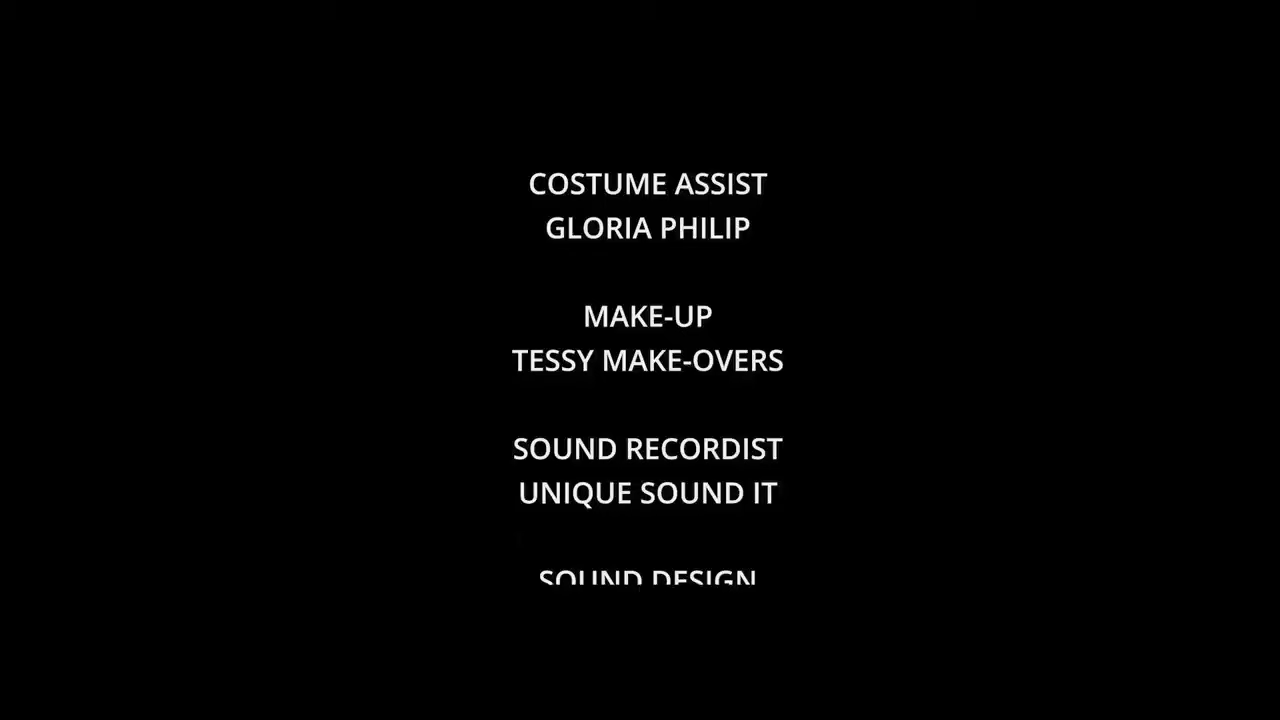 COSTUME ASSIST
GLORIA PHILIP
MAKE-UP
TESSY MAKE-OVERS
SOUND RECORDIST
UNIQUE SOUND IT
SOUND DESIGN